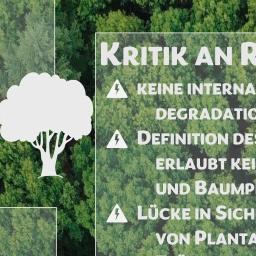 KRITIK AN R
KEINE INTERNA
DEGRADATIO
DEFINITION DES
ERLAUBT KEI
UND BAUMP
LÜCKE IN SICH
VON PLANTA